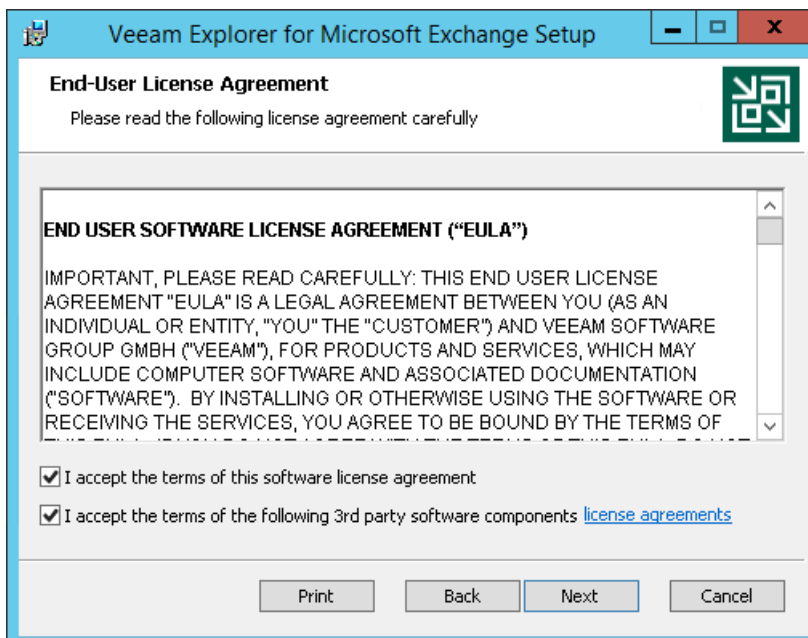 Veeam Explorer for Microsoft Exchange Setup
End-User License Agreement
Please read the following license agreement carefully
END USER SOFTWARE LICENSE AGREEMENT (“EULA”)
IMPORTANT, PLEASE READ CAREFULLY: THIS END USER LICENSE
AGREEMENT "EULA" IS A LEGAL AGREEMENT BETWEEN YOU (AS AN
INDIVIDUAL OR ENTITY, "YOU" THE "CUSTOMER") AND VEEAM SOFTWARE
GROUP GMBH ("VEEAM"), FOR PRODUCTS AND SERVICES, WHICH MAY
INCLUDE COMPUTER SOFTWARE AND ASSOCIATED DOCUMENTATION
("SOFTWARE").  BY INSTALLING OR OTHERWISE USING THE SOFTWARE OR
RECEIVING THE SERVICES, YOU AGREE TO BE BOUND BY THE TERMS OF
I accept the terms of this software license agreement
I accept the terms of the following 3rd party software components license agreements
Print Back Next Cancel